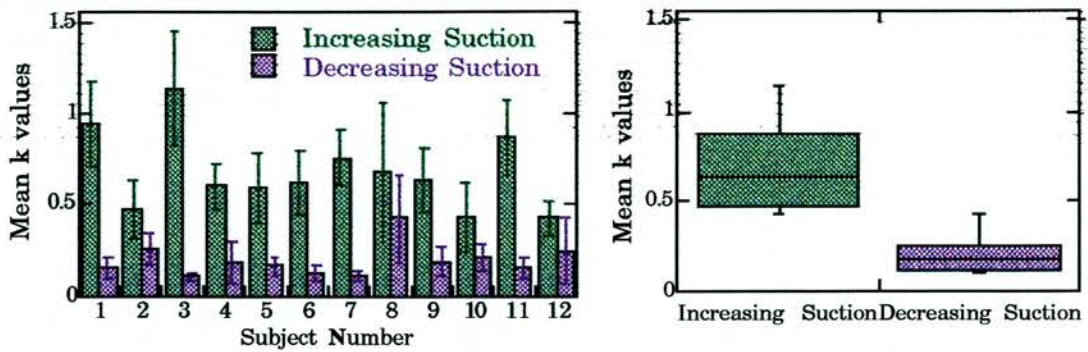 1.5
1
0.5
0
Mean k values
Increasing Suction
Decreasing Suction
1 2 3 4 5 6 7 8 9 10 11 12
Subject Number
1.5
1
0.5
0
Mean k values
Increasing Suction Decreasing Suction